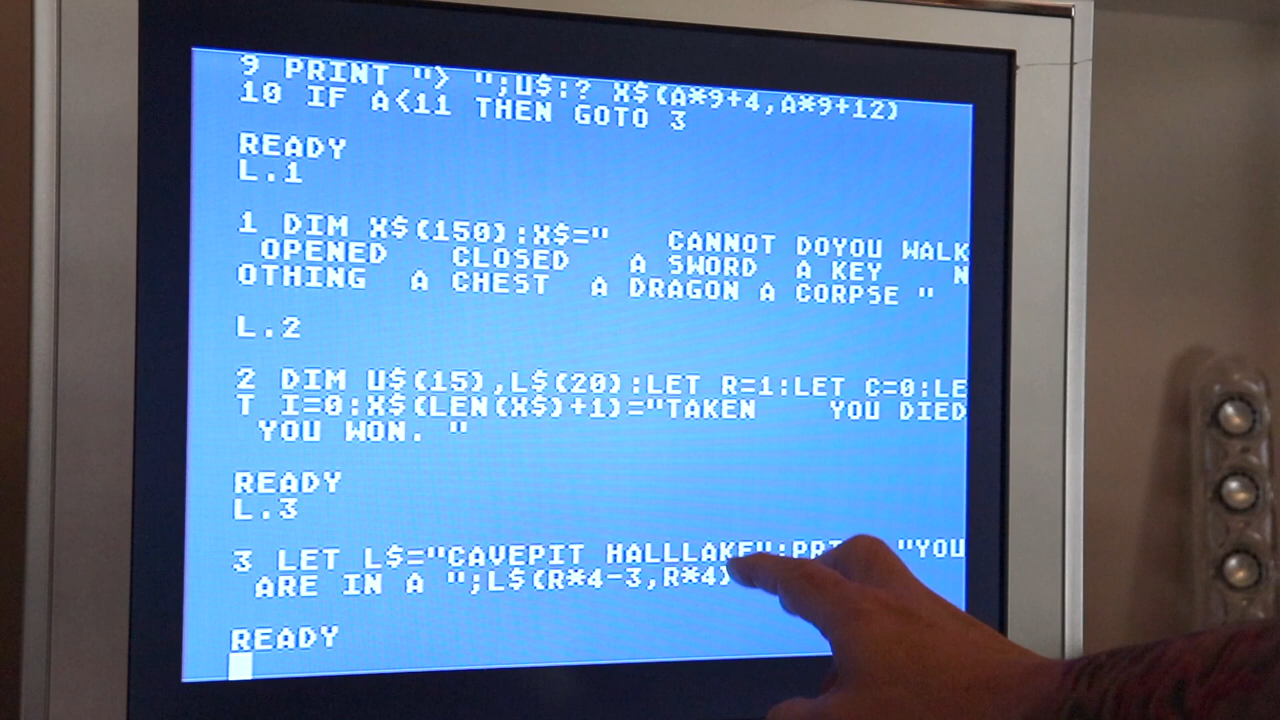 9 PRINT "> ";U$:? X$(A*9+4,A*9+12)
10 IF A<11 THEN GOTO 3
READY
L.1
1 DIM X$(150):X$="   CANNOT DOYOU WALK
OPENED   CLOSED   A SWORD  A KEY    N
OTHING  A CHEST  A DRAGON A CORPSE "
L.2
2 DIM U$(15),L$(20):LET R=1:LET C=0:LE
T I=0:X$(LEN(X$)+1)="TAKEN    YOU DIED
YOU WON. "
READY
L.3
3 LET L$="CAVEPIT HALLLAKE":PRI "YOU
ARE IN A ";L$(R*4-3,R*4)
READY